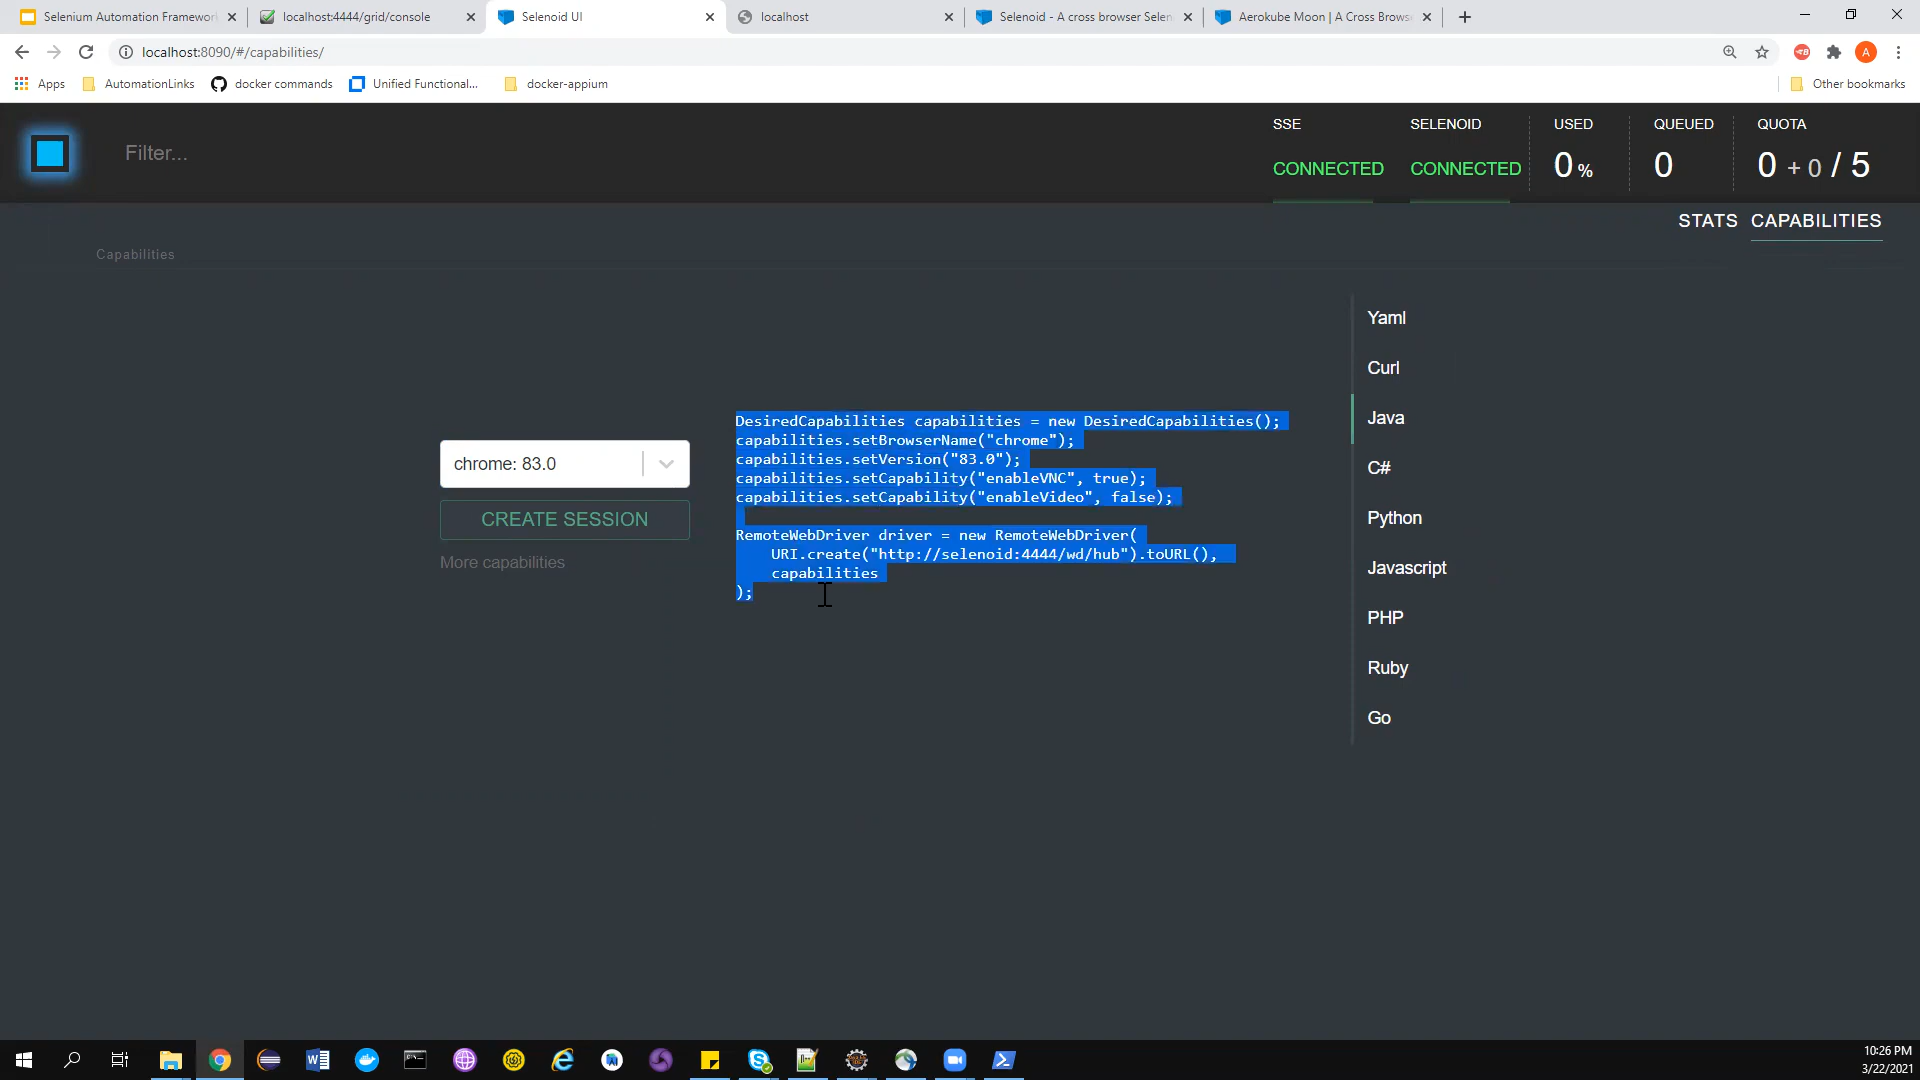 Selenium Automation Framewor
localhost:4444/grid/console
Selenoid UI
localhost
Selenoid - A cross browser Selen
Aerokube Moon | A Cross Brows
localhost:8090/#/capabilities/
A
Apps
AutomationLinks
docker commands
Unified Functional...
docker-appium
Other bookmarks
Filter...
SSE
CONNECTED
SELENOID
CONNECTED
USED
0 %
QUEUED
0
QUOTA
0 + 0 / 5
STATS
CAPABILITIES
Capabilities
chrome: 83.0
CREATE SESSION
More capabilities
DesiredCapabilities capabilities = new DesiredCapabilities();
capabilities.setBrowserName("chrome");
capabilities.setVersion("83.0");
capabilities.setCapability("enableVNC", true);
capabilities.setCapability("enableVideo", false);
RemoteWebDriver driver = new RemoteWebDriver(
URI.create("http://selenoid:4444/wd/hub").toURL(),
capabilities
);
Yaml
Curl
Java
C#
Python
Javascript
PHP
Ruby
Go
10:26 PM
3/22/2021